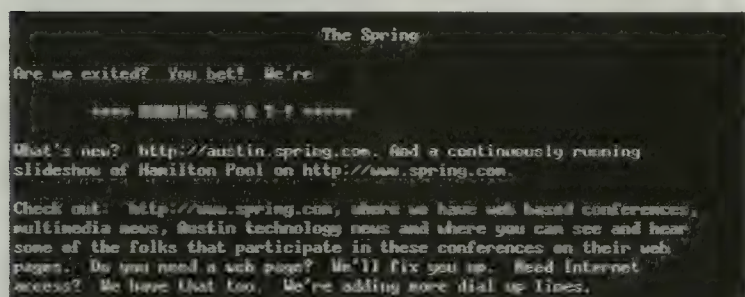 The Spring
Are we exited? You bet! We're
**** RUNNING ON A T-1 *****
What's new? http://austin.spring.com. And a continuously running
slideshow of Hamilton Pool on http://www.spring.com.
Check out: http://www.spring.com, where we have web based conferences,
multimedia news, Austin technology news and where you can see and hear
some of the folks that participate in these conferences on their web
pages. Do you need a web page? We'll fix you up. Need Internet
access? We have that too. We're adding more dial up lines.